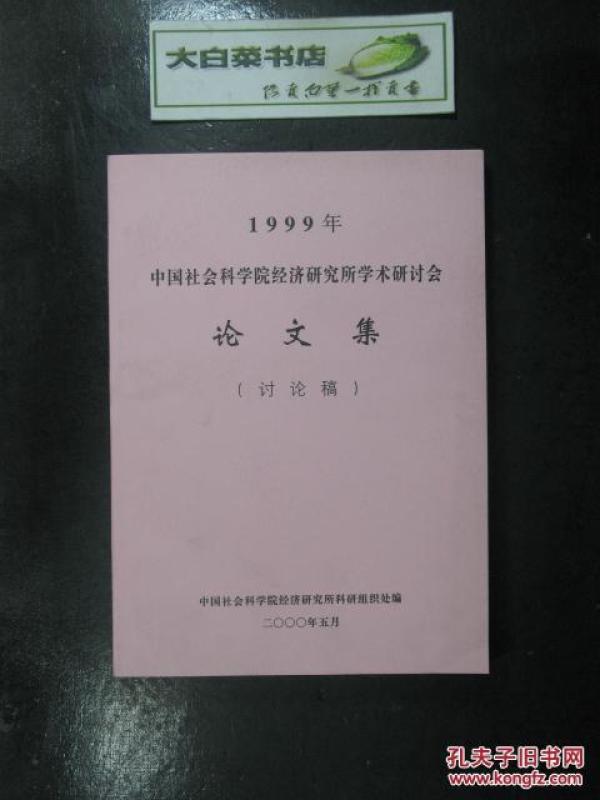 大白菜书店
1999年
中国社会科学院经济研究所学术研讨会
论文集
(讨论稿)
中国社会科学院经济研究所科研组织处编
二〇〇〇年五月
孔夫子旧书网
www.kongfz.com